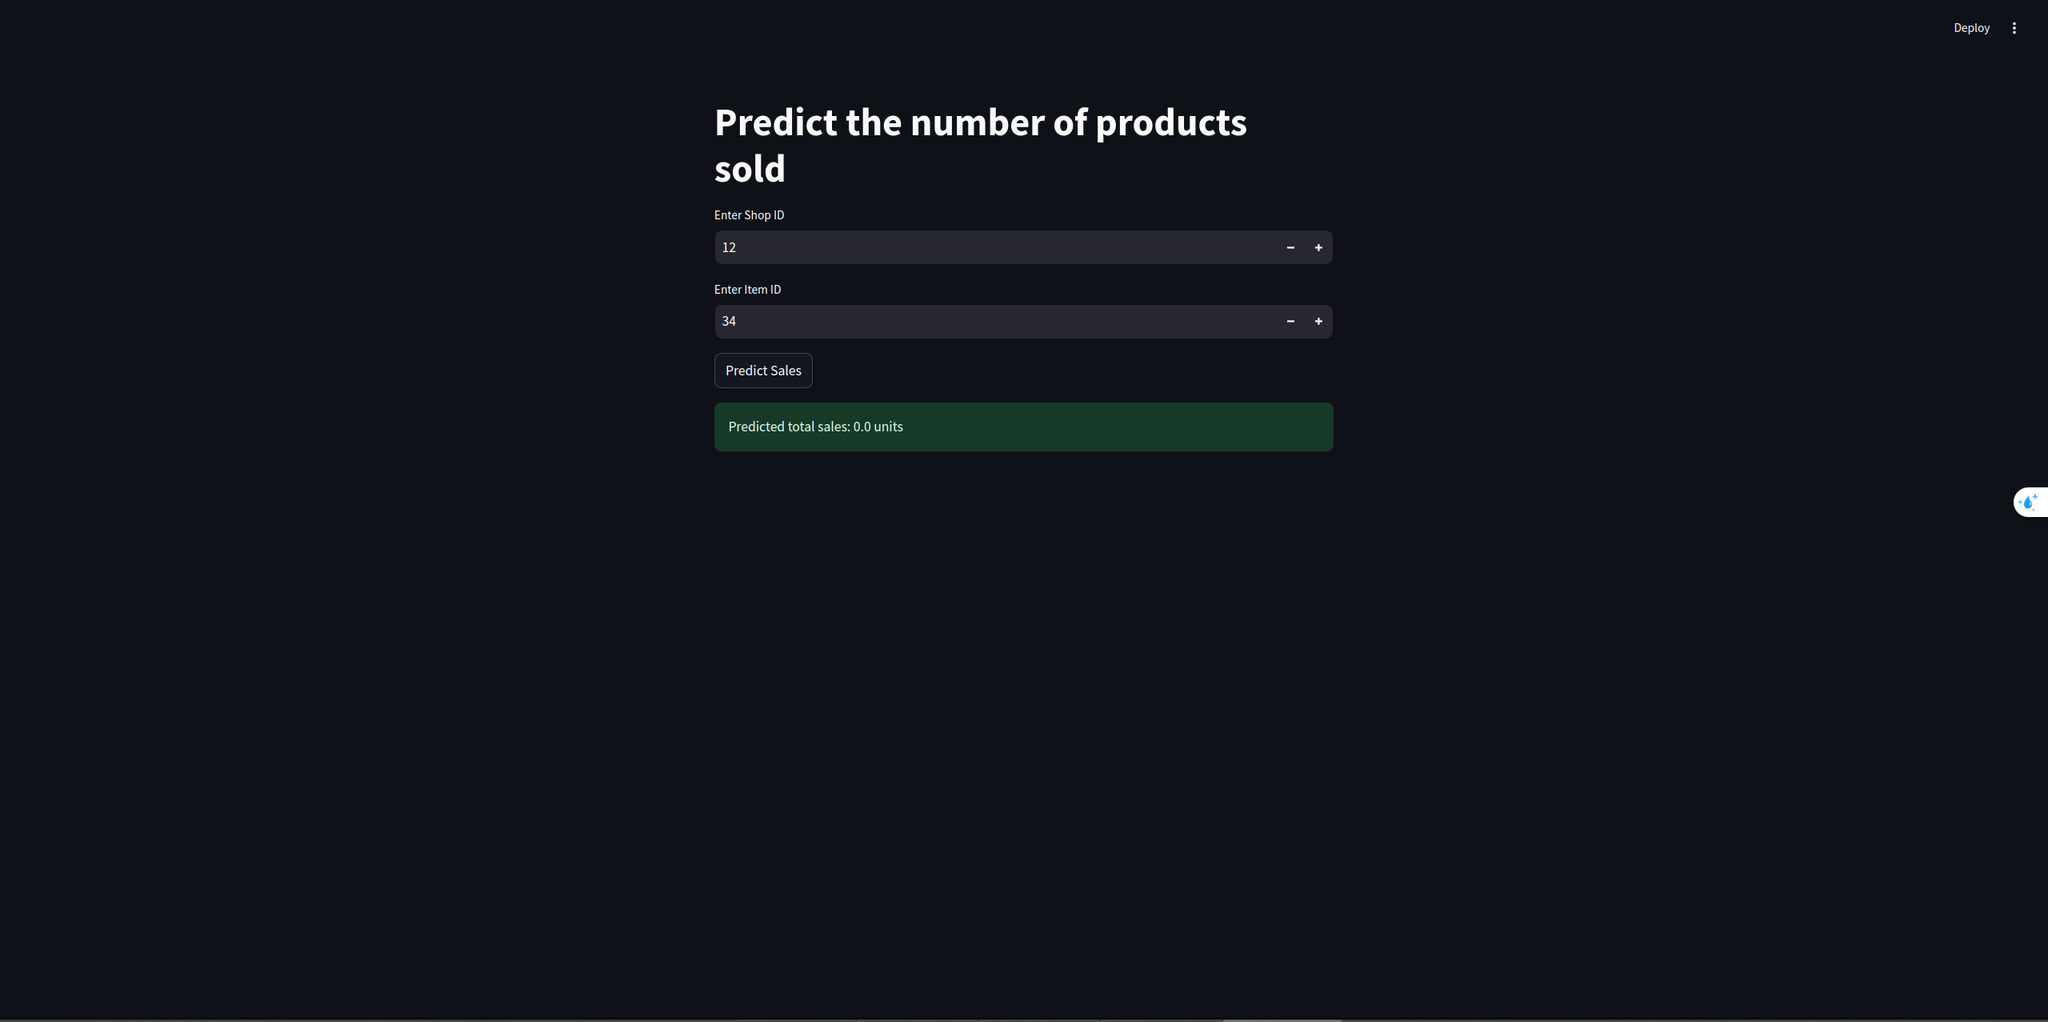 Deploy
Predict the number of products
sold
Enter Shop ID
12
Enter Item ID
34
Predict Sales
Predicted total sales: 0.0 units